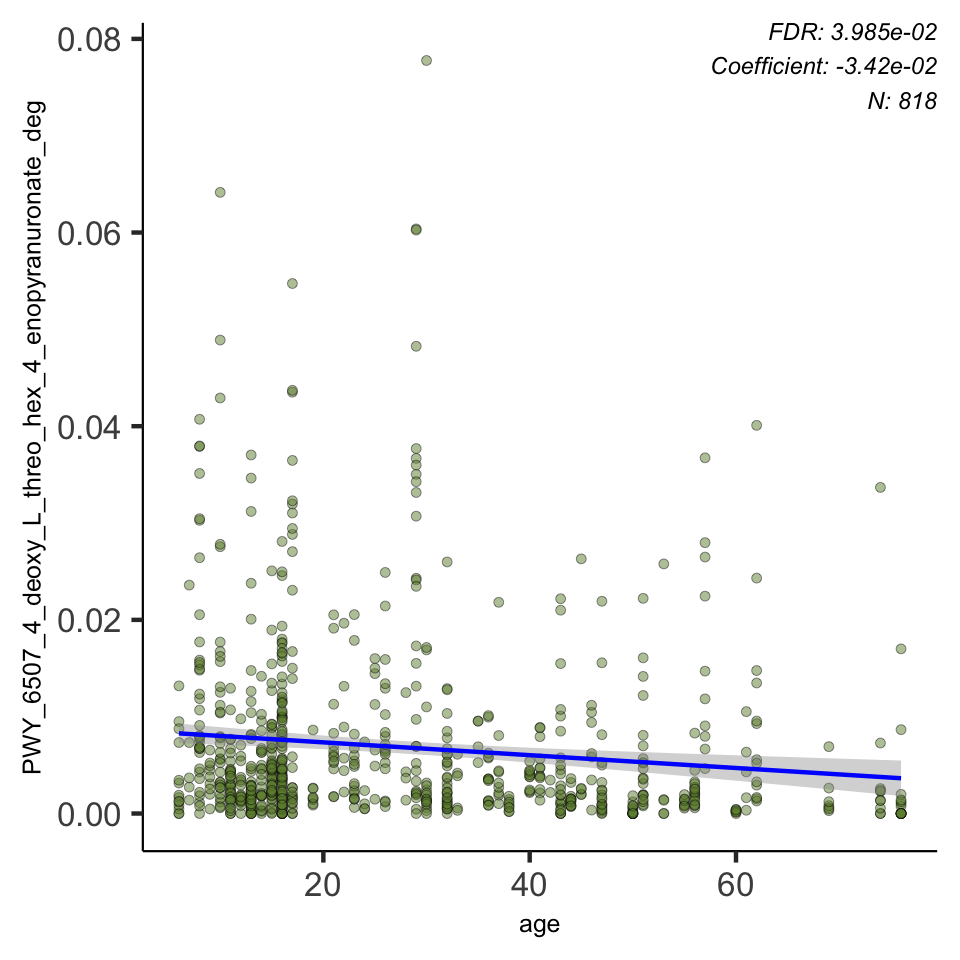 FDR: 3.985e-02
Coefficient: -3.42e-02
N: 818
PWY_6507_4_deoxy_L_threo_hex_4_enopyranuronate_deg
0.08
0.06
0.04
0.02
0.00
20
40
60
age